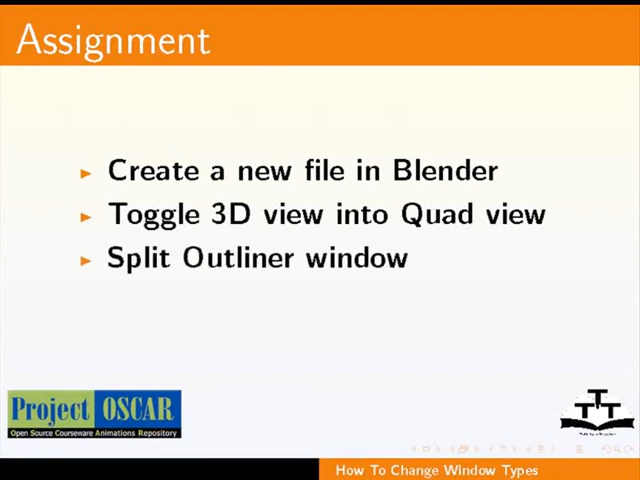 Assignment
Create a new file in Blender
Toggle 3D view into Quad view
Split Outliner window
Project OSCAR
Open Source Courseware Animations Repository
TTT
How To Change Window Types